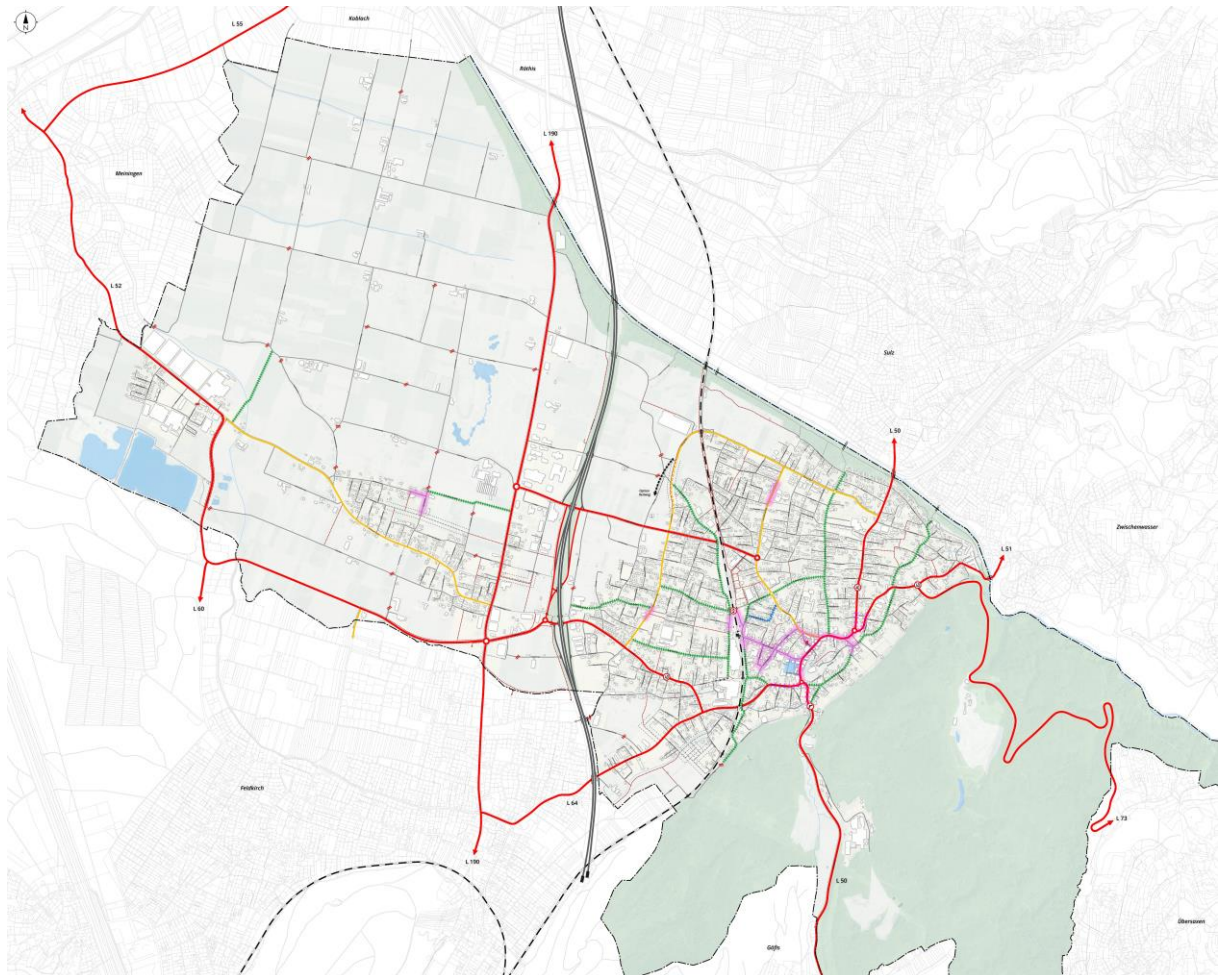 N
L 55
Koblach
Röthis
L 190
Meiningen
L 52
Sulz
L 50
Zwischenwasser
L 51
L 60
Feldkirch
L 64
L 190
L 73
L 50
Göfis
Übersaxen